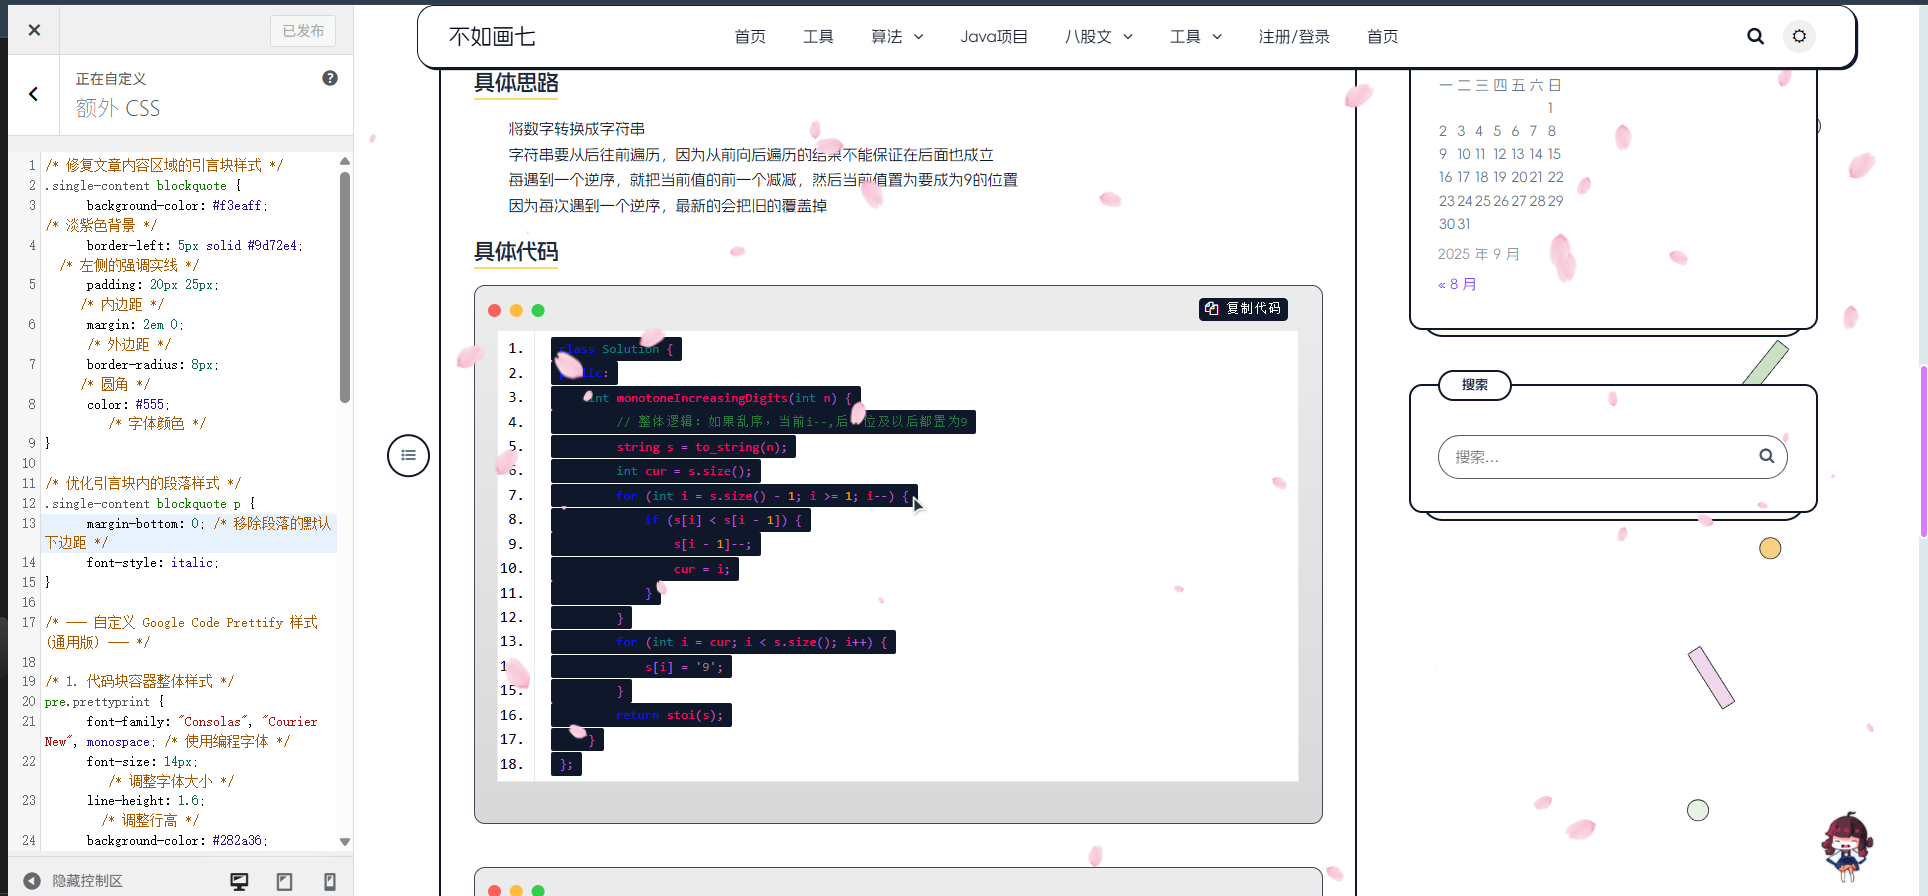 已发布
正在自定义
额外 CSS
1 /* 修复文章内容区域的引言块样式 */
2 .single-content blockquote {
3 background-color: #f3eaff;
/* 淡紫色背景 */
4 border-left: 5px solid #9d72e4;
/* 左侧的强调实线 */
5 padding: 20px 25px;
/* 内边距 */
6 margin: 2em 0;
/* 外边距 */
7 border-radius: 8px;
/* 圆角 */
8 color: #555;
/* 字体颜色 */
9 }
10
11 /* 优化引言块内的段落样式 */
12 .single-content blockquote p {
13 margin-bottom: 0; /* 移除段落的默认
下边距 */
14 font-style: italic;
15 }
16
17 /* —— 自定义 Google Code Prettify 样式
(通用版) —— */
18
19 /* 1. 代码块容器整体样式 */
20 pre.prettyprint {
21 font-family: "Consolas", "Courier
New", monospace; /* 使用编程字体 */
22 font-size: 14px;
/* 调整字体大小 */
23 line-height: 1.6;
/* 调整行高 */
24 background-color: #282a36;
隐藏控制区
不如画七 首页 工具 算法 Java项目 八股文 工具 注册/登录 首页
具体思路
将数字转换成字符串
字符串要从后往前遍历，因为从前向后遍历的结果不能保证在后面也成立
每遇到一个逆序，就把当前值的前一个减减，然后当前值置为要成为9的位置
因为每次遇到一个逆序，最新的会把旧的覆盖掉
具体代码
复制代码
1. class Solution {
2. public:
3. int monotoneIncreasingDigits(int n) {
4. // 整体逻辑：如果乱序，当前i--,后 位及以后都置为9
5. string s = to_string(n);
6. int cur = s.size();
7. for (int i = s.size() - 1; i >= 1; i--) {
8. if (s[i] < s[i - 1]) {
9. s[i - 1]--;
10. cur = i;
11. }
12. }
13. for (int i = cur; i < s.size(); i++) {
1 s[i] = '9';
15. }
16. return stoi(s);
17. }
18. };
一 二 三 四 五 六 日
1
2 3 4 5 6 7 8
9 10 11 12 13 14 15
16 17 18 19 20 21 22
23 24 25 26 27 28 29
30 31
2025 年 9 月
« 8 月
搜索
搜索...